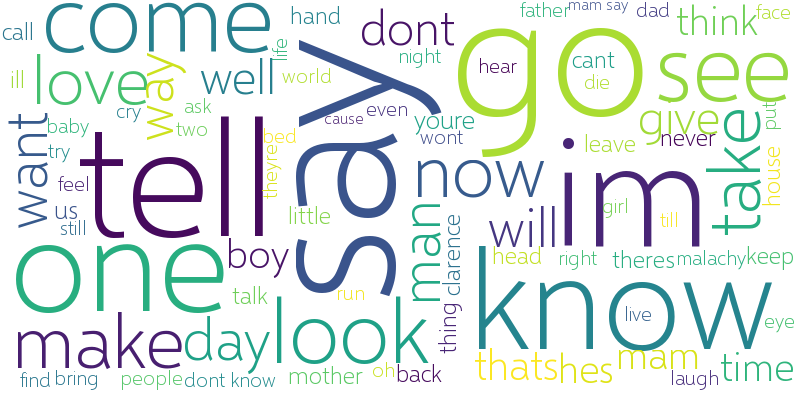 call
come
hand
father
mam say
dad
face
dont
think
life
night
hear
go
cant
die
see
ill
love
way
well
world
say
cry
ask
two
baby
try
want
feel
us
still
tell
bed
theyre
cause
even
youre
wont
give
leave
never
take
put
house
now
im
one
boy
little
man
will
girl
till
head
right
theres
malachy
keep
clarence
thing
know
live
eye
make
day
talk
run
look
find
bring
people
dont know
mother
oh
back
thats
hes
mam
laugh
time